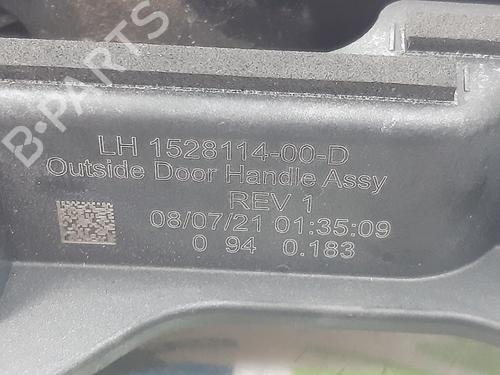 B-PARTS
LH 1528114-00-D
Outside Door Handle Assy
REV 1
08/07/21 01:35:09
0 94 0.183